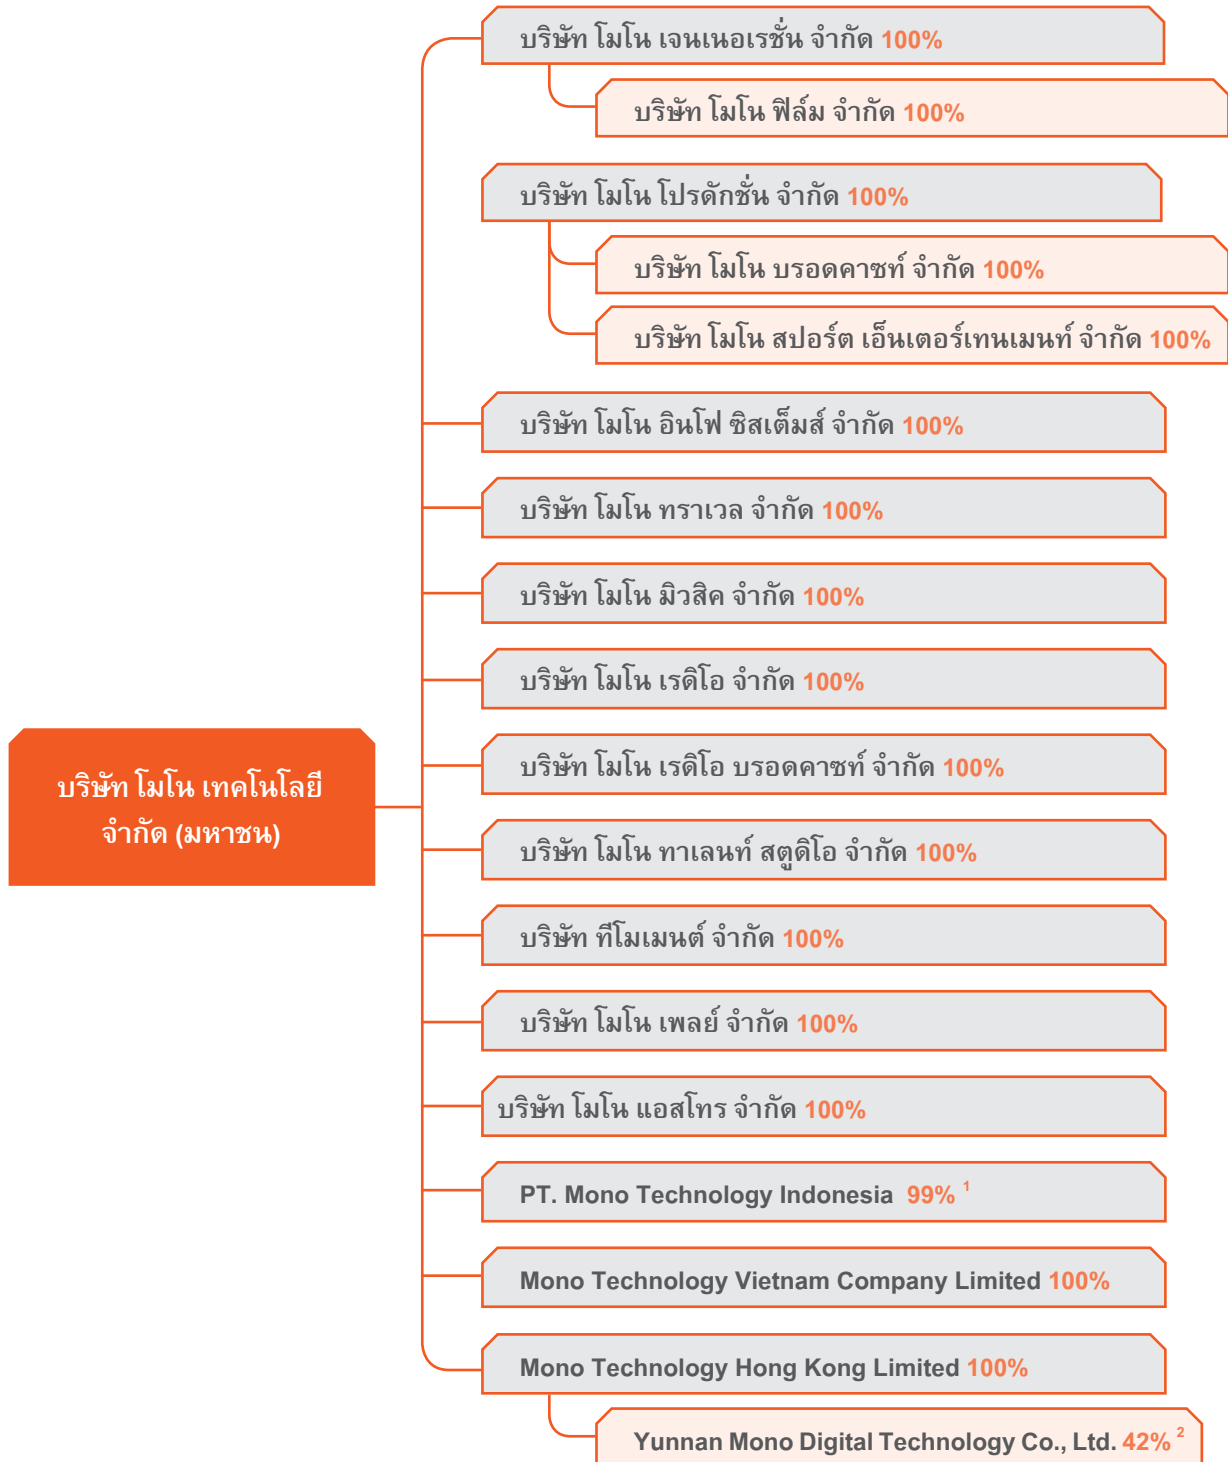 บริษัท โมโน เจนเนอเรชั่น จำกัด 100%
บริษัท โมโน ฟิล์ม จำกัด 100%
บริษัท โมโน โปรดักชั่น จำกัด 100%
บริษัท โมโน บรอดคาซท์ จำกัด 100%
บริษัท โมโน สปอร์ต เอ็นเตอร์เทนเมนท์ จำกัด 100%
บริษัท โมโน อินโฟ ซิสเต็มส์ จำกัด 100%
บริษัท โมโน ทราเวล จำกัด 100%
บริษัท โมโน มิวสิค จำกัด 100%
บริษัท โมโน เรดิโอ จำกัด 100%
บริษัท โมโน เทคโนโลยี
จำกัด (มหาชน)
บริษัท โมโน เรดิโอ บรอดคาซท์ จำกัด 100%
บริษัท โมโน ทาเลนท์ สตูดิโอ จำกัด 100%
บริษัท ทีโมเมนต์ จำกัด 100%
บริษัท โมโน เพลย์ จำกัด 100%
บริษัท โมโน แอสโทร จำกัด 100%
PT. Mono Technology Indonesia 99% 1
Mono Technology Vietnam Company Limited 100%
Mono Technology Hong Kong Limited 100%
Yunnan Mono Digital Technology Co., Ltd. 42% 2